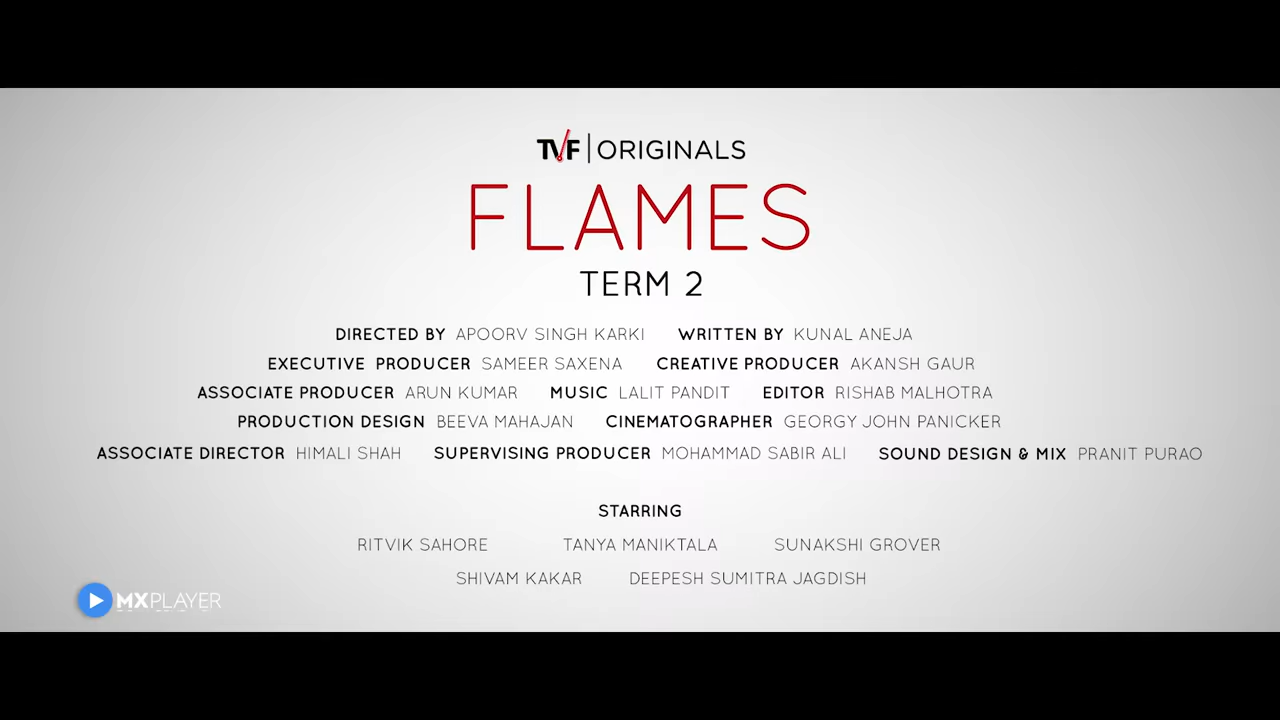 TVF | ORIGINALS
FLAMES
TERM 2
DIRECTED BY APOORV SINGH KARKI WRITTEN BY KUNAL ANEJA
EXECUTIVE PRODUCER SAMEER SAXENA CREATIVE PRODUCER AKANSH GAUR
ASSOCIATE PRODUCER ARUN KUMAR MUSIC LALIT PANDIT EDITOR RISHAB MALHOTRA
PRODUCTION DESIGN BEEVA MAHAJAN CINEMATOGRAPHER GEORGY JOHN PANICKER
ASSOCIATE DIRECTOR HIMALI SHAH SUPERVISING PRODUCER MOHAMMAD SABIR ALI SOUND DESIGN & MIX PRANIT PURAO
STARRING
RITVIK SAHORE TANYA MANIKTALA SUNAKSHI GROVER
SHIVAM KAKAR DEEPESH SUMITRA JAGDISH
MXPLAYER